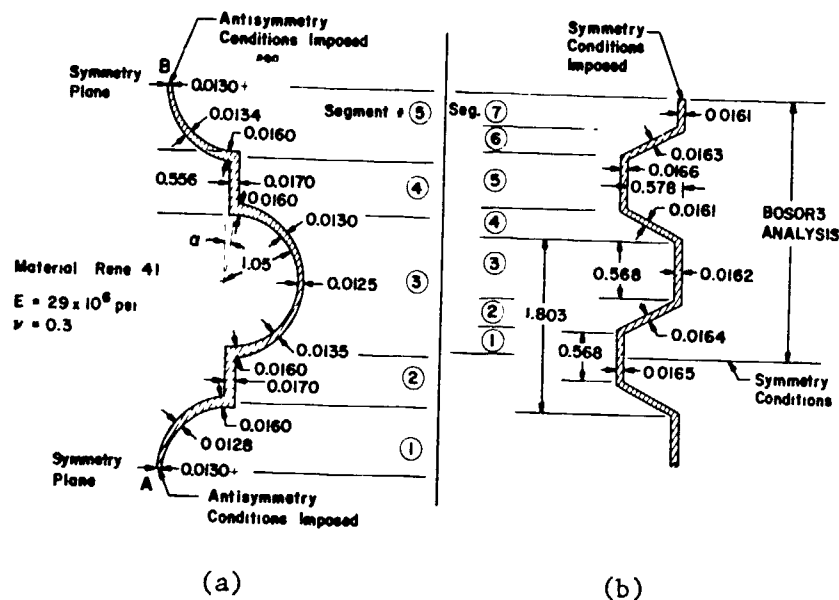 Antisymmetry
Conditions Imposed
Symmetry
Plane
B
0.0130
0.0134
0.0160
Segment # ⑤
0.556
0.0170
0.0160
④
0.0130
α
1.05
0.0125
③
Material Rene 41
E = 29 x 10⁶ psi
ν = 0.3
0.0135
0.0160
0.0170
②
0.0160
0.0128
①
Symmetry
Plane
0.0130
A
Antisymmetry
Conditions Imposed
(a)
Symmetry
Conditions
Imposed
Seg. ⑦
0.0161
⑥
0.0163
0.0166
⑤
0.578
④
0.0161
BOSOR3
ANALYSIS
③
0.568
0.0162
1.803
②
0.0164
①
0.568
0.0165
Symmetry
Conditions
(b)